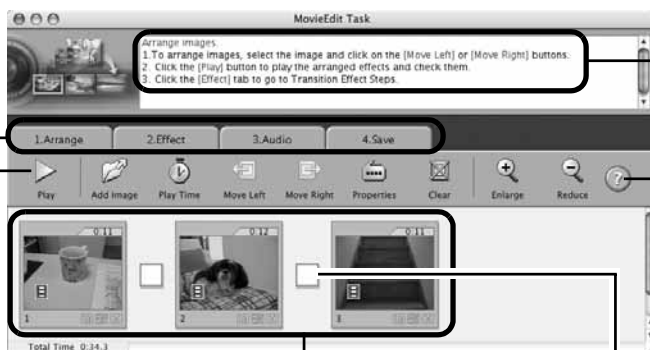 MovieEdit Task
Arrange images.
1.To arrange images, select the image and click on the [Move Left] or [Move Right] buttons.
2. Click the [Play] button to play the arranged effects and check them.
3. Click the [Effect] tab to go to Transition Effect Steps.
1.Arrange 2.Effect 3.Audio 4.Save
Play Add Image Play Time Move Left Move Right Properties Clear Enlarge Reduce ?
0:11 0:12 0:11
1 2 3
Total Time 0:34.3